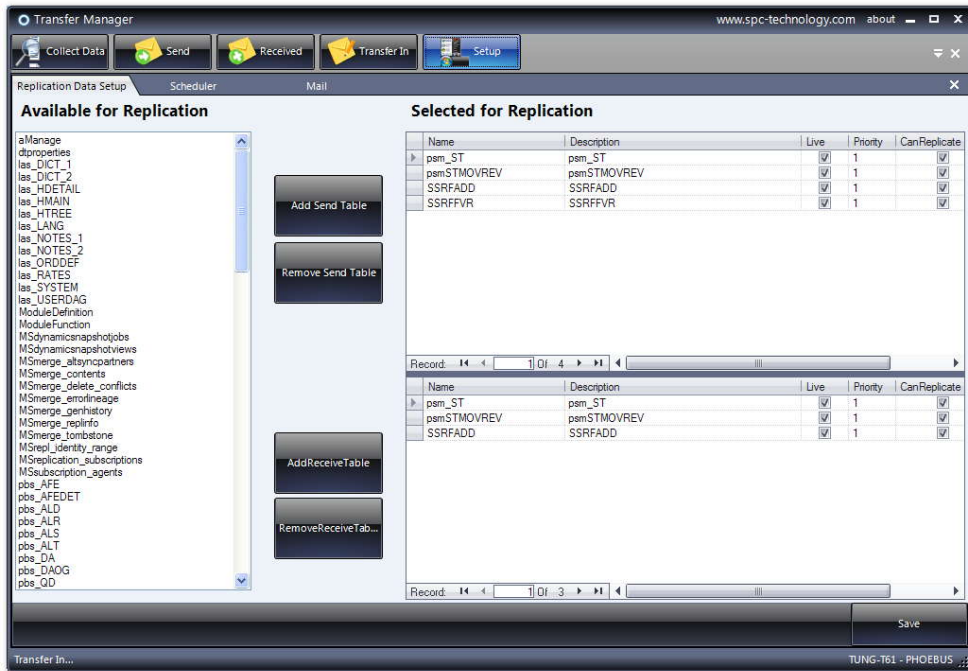 Transfer Manager www.spc-technology.com about
Collect Data Send Received Transfer In Setup
Replication Data Setup Scheduler Mail
Available for Replication
aManage
dtproperties
las_DICT_1
las_DICT_2
las_HDETAIL
las_HMAIN
las_HTREE
las_LANG
las_NOTES_1
las_NOTES_2
las_ORDDEF
las_RATES
las_SYSTEM
las_USERDAG
ModuleDefinition
ModuleFunction
MSdynamicsnapshotjobs
MSdynamicsnapshotviews
MSmerge_altsyncpartners
MSmerge_contents
MSmerge_delete_conflicts
MSmerge_errorlineage
MSmerge_genhistory
MSmerge_replinfo
MSmerge_tombstone
MSrepl_identity_range
MSreplication_subscriptions
MSsubscription_agents
pbs_AFE
pbs_AFEDET
pbs_ALD
pbs_ALR
pbs_ALS
pbs_ALT
pbs_DA
pbs_DAOG
pbs_QD
Add Send Table
Remove Send Table
AddReceiveTable
RemoveReceiveTab...
Selected for Replication
Name Description Live Priority CanReplicate
psm_ST psm_ST 1
psmSTMOVREV psmSTMOVREV 1
SSRFADD SSRFADD 1
SSRFFVR SSRFFVR 1
Record: 1 Of 4
Name Description Live Priority CanReplicate
psm_ST psm_ST 1
psmSTMOVREV psmSTMOVREV 1
SSRFADD SSRFADD 1
Record: 1 Of 3
Save
Transfer In... TUNG-T61 - PHOEBUS